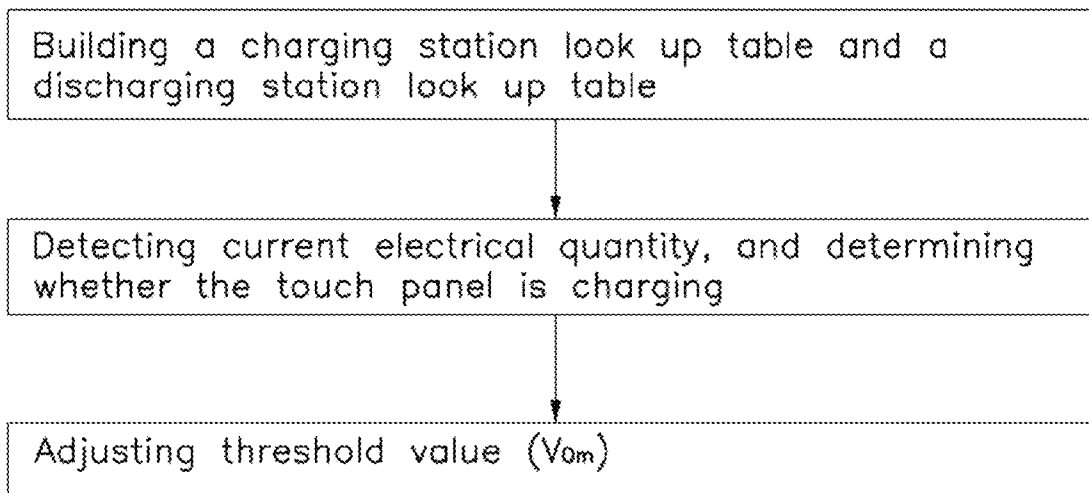 Building a charging station look up table and a
discharging station look up table
Detecting current electrical quantity, and determining
whether the touch panel is charging
Adjusting threshold value (V0m)